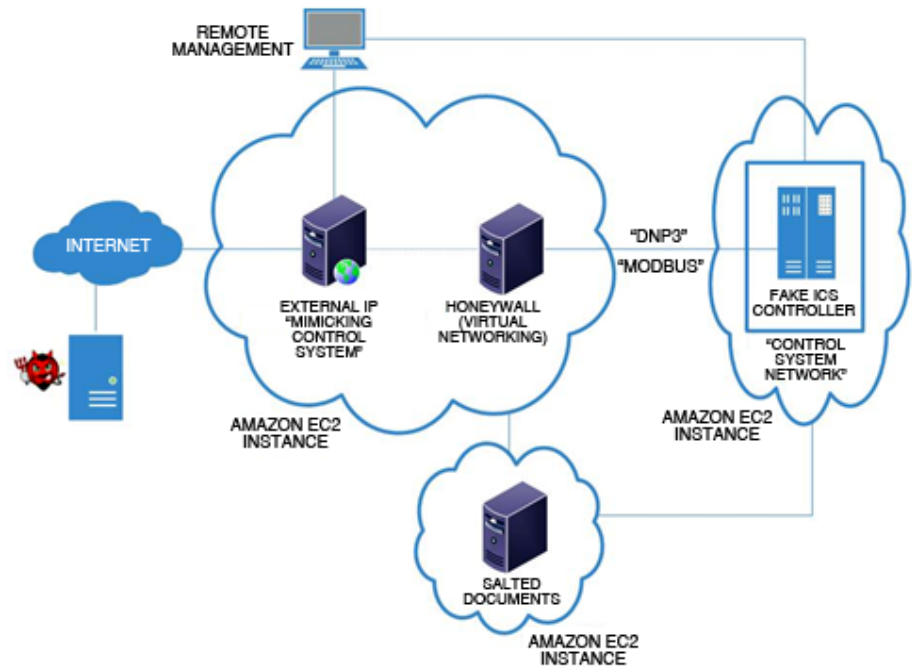 REMOTE
MANAGEMENT
INTERNET
EXTERNAL IP
"MIMICKING
CONTROL
SYSTEM"
HONEYWALL
(VIRTUAL
NETWORKING)
"DNP3"
"MODBUS"
FAKE ICS
CONTROLLER
"CONTROL
SYSTEM
NETWORK"
AMAZON EC2
INSTANCE
AMAZON EC2
INSTANCE
SALTED
DOCUMENTS
AMAZON EC2
INSTANCE